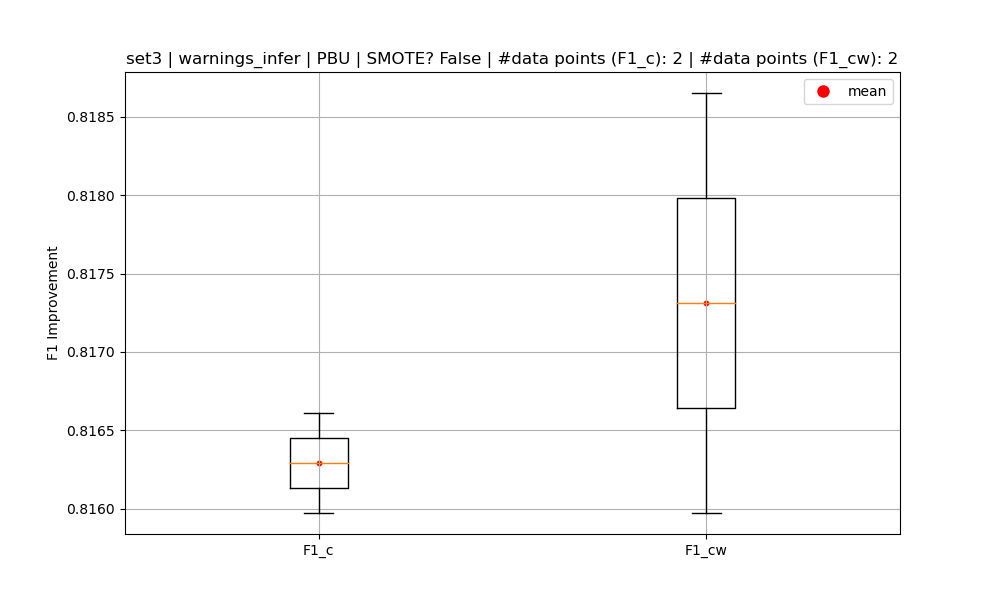 set3 | warnings_infer | PBU | SMOTE? False | #data points (F1_c): 2 | #data points (F1_cw): 2
mean
0.8185
0.8180
0.8175
0.8170
0.8165
0.8160
F1 Improvement
F1_c
F1_cw